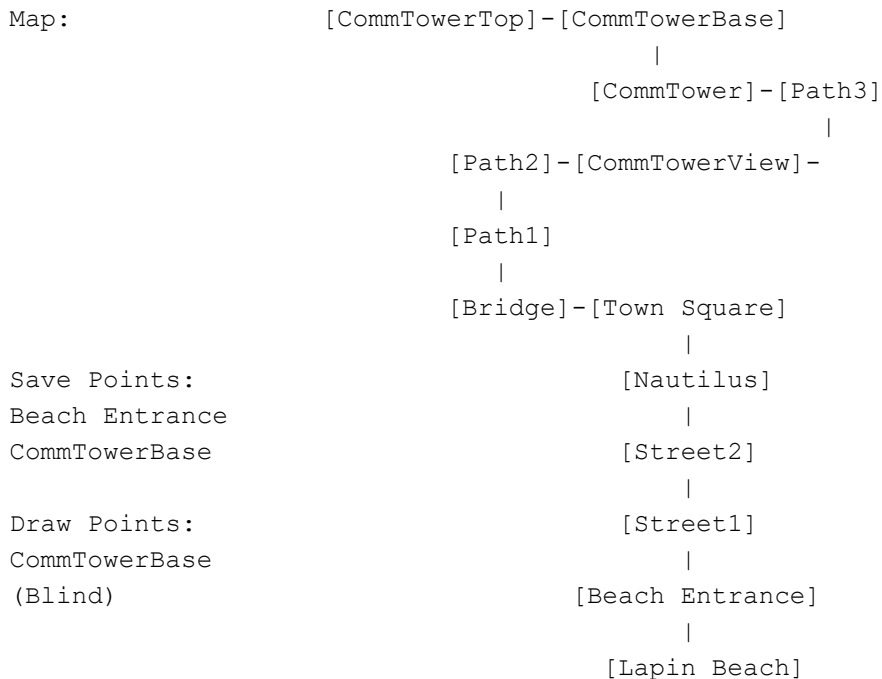 Map:                [CommTowerTop]-[CommTowerBase]
                                        |
                                    [CommTower]-[Path3]
                                                   |
                           [Path2]-[CommTowerView]-
                              |
                           [Path1]
                              |
                           [Bridge]-[Town Square]
                                          |
Save Points:                          [Nautilus]
Beach Entrance                            |
CommTowerBase                         [Street2]
                                          |
Draw Points:                          [Street1]
CommTowerBase                             |
(Blind)                            [Beach Entrance]
                                          |
                                     [Lapin Beach]